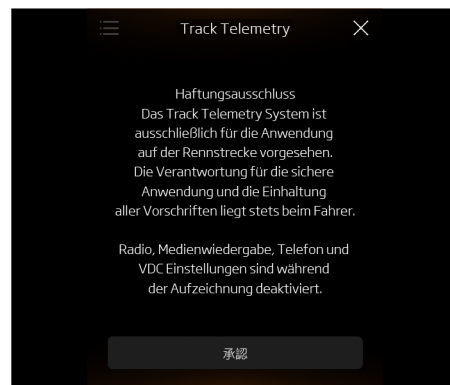 Track Telemetry
Haftungsausschluss
Das Track Telemetry System ist
ausschließlich für die Anwendung
auf der Rennstrecke vorgesehen.
Die Verantwortung für die sichere
Anwendung und die Einhaltung
aller Vorschriften liegt stets beim Fahrer.
Radio, Medienwiedergabe, Telefon und
VDC Einstellungen sind während
der Aufzeichnung deaktiviert.
承認